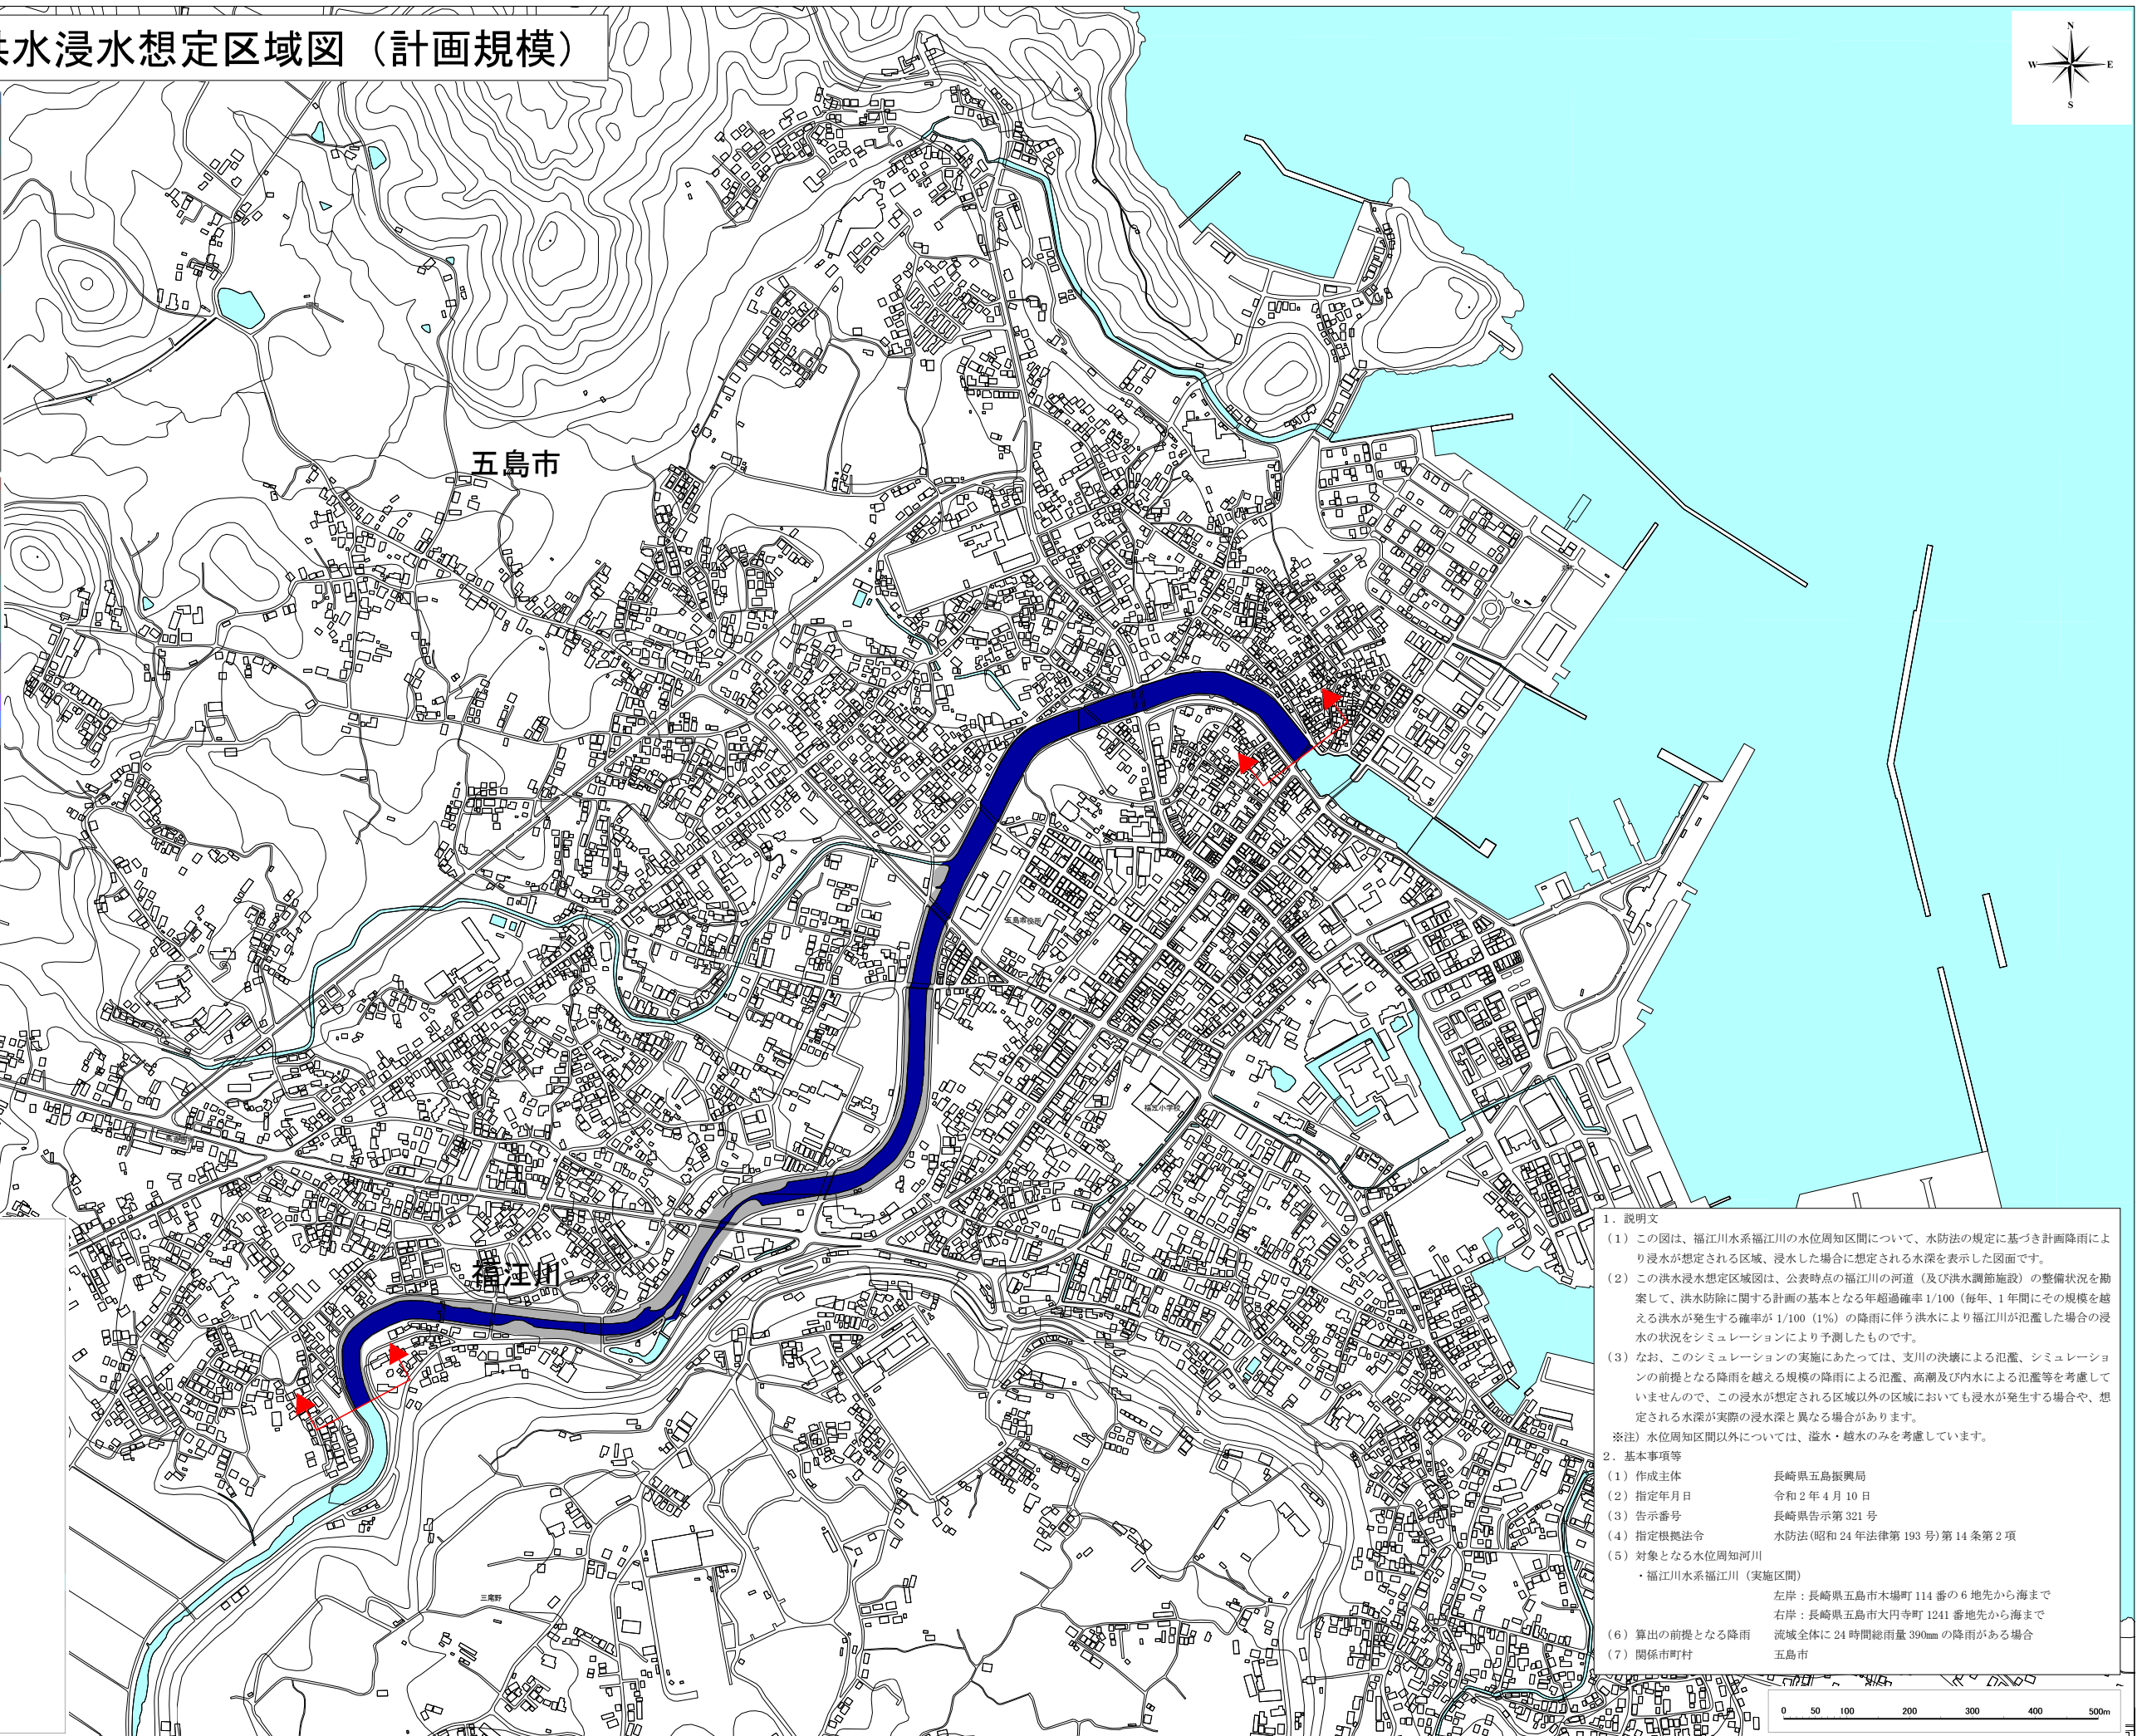 洪水浸水想定区域図（計画規模）
N
W E
S
五島市
五島市役所
福江小学校
福江川
三尾野
1．説明文
（1）この図は、福江川水系福江川の水位周知区間について、水防法の規定に基づき計画降雨によ
り浸水が想定される区域、浸水した場合に想定される水深を表示した図面です。
（2）この洪水浸水想定区域図は、公表時点の福江川の河道（及び洪水調節施設）の整備状況を勘
案して、洪水防除に関する計画の基本となる年超過確率 1/100（毎年、1 年間にその規模を越
える洪水が発生する確率が 1/100（1％）の降雨に伴う洪水により福江川が氾濫した場合の浸
水の状況をシミュレーションにより予測したものです。
（3）なお、このシミュレーションの実施にあたっては、支川の決壊による氾濫、シミュレーショ
ンの前提となる降雨を越える規模の降雨による氾濫、高潮及び内水による氾濫等を考慮して
いませんので、この浸水が想定される区域以外の区域においても浸水が発生する場合や、想
定される水深が実際の浸水深と異なる場合があります。
※注）水位周知区間以外については、溢水・越水のみを考慮しています。
2．基本事項等
（1）作成主体 長崎県五島振興局
（2）指定年月日 令和 2 年 4 月 10 日
（3）告示番号 長崎県告示第 321 号
（4）指定根拠法令 水防法(昭和 24 年法律第 193 号)第 14 条第 2 項
（5）対象となる水位周知河川
・福江川水系福江川（実施区間）
左岸：長崎県五島市木場町 114 番の 6 地先から海まで
右岸：長崎県五島市大円寺町 1241 番地先から海まで
（6）算出の前提となる降雨 流域全体に 24 時間総雨量 390㎜ の降雨がある場合
（7）関係市町村 五島市
0 50 100 200 300 400 500m